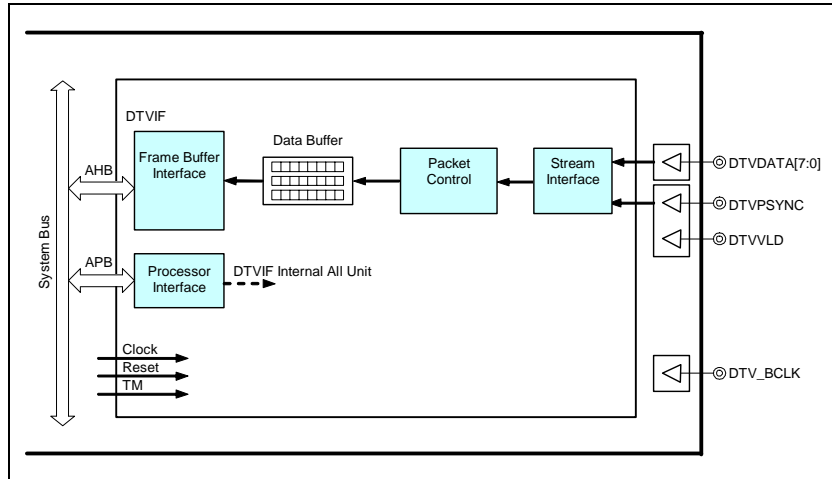 DTVIF
Data Buffer
Frame Buffer
Interface
Packet
Control
Stream
Interface
DTVDATA[7:0]
DTVPSYNC
DTVVLD
AHB
System Bus
APB
Processor
Interface
DTVIF Internal All Unit
Clock
Reset
TM
DTV_BCLK